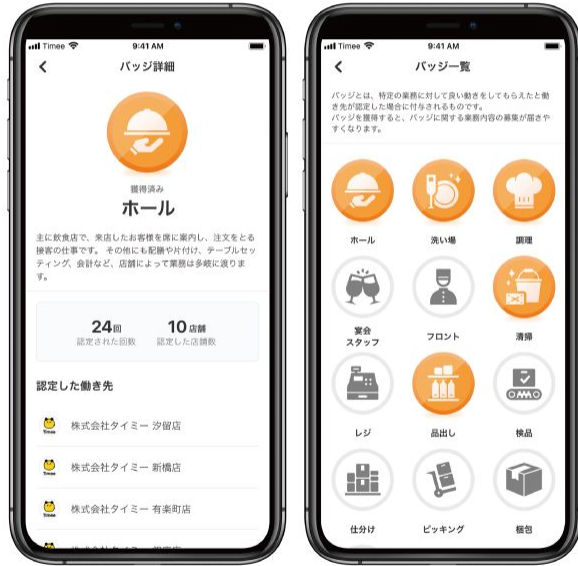 Timee
9:41 AM
バッジ詳細
獲得済み
ホール
主に飲食店で、来店したお客様を席に案内し、注文をとる
接客の仕事です。その他にも配膳や片付け、テーブルセッ
ティング、会計など、店舗によって業務は多岐に渡りま
す。
24回
認定された回数
10店舗
認定した店舗数
認定した働き先
Timee
株式会社タイミー 汐留店
Timee
株式会社タイミー 新橋店
Timee
株式会社タイミー 有楽町店
Timee
9:41 AM
バッジ一覧
バッジとは、特定の業務に対して良い動きをしてもらえたと働
き先が認定した場合に付与されるものです。
バッジを獲得すると、バッジに関する業務内容の募集が届きや
すくなります。
ホール
洗い場
調理
宴会
スタッフ
フロント
清掃
レジ
品出し
検品
仕分け
ピッキング
梱包